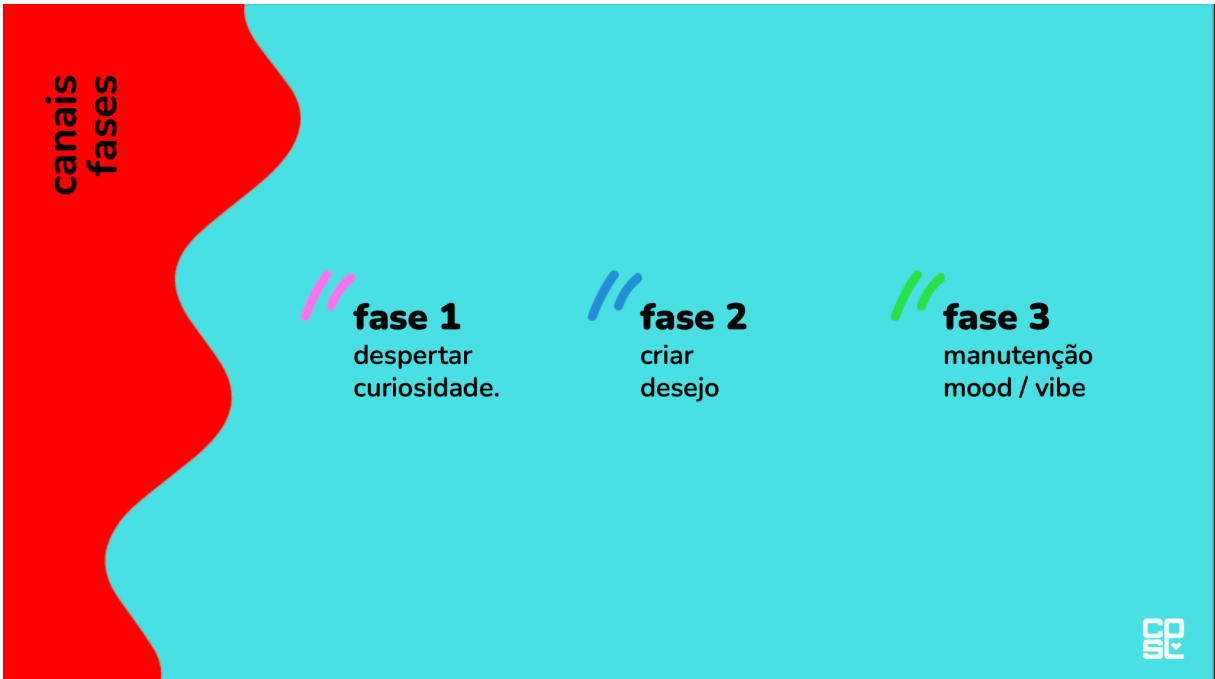 canais
fases
fase 1
despertar
curiosidade.
fase 2
criar
desejo
fase 3
manutenção
mood / vibe